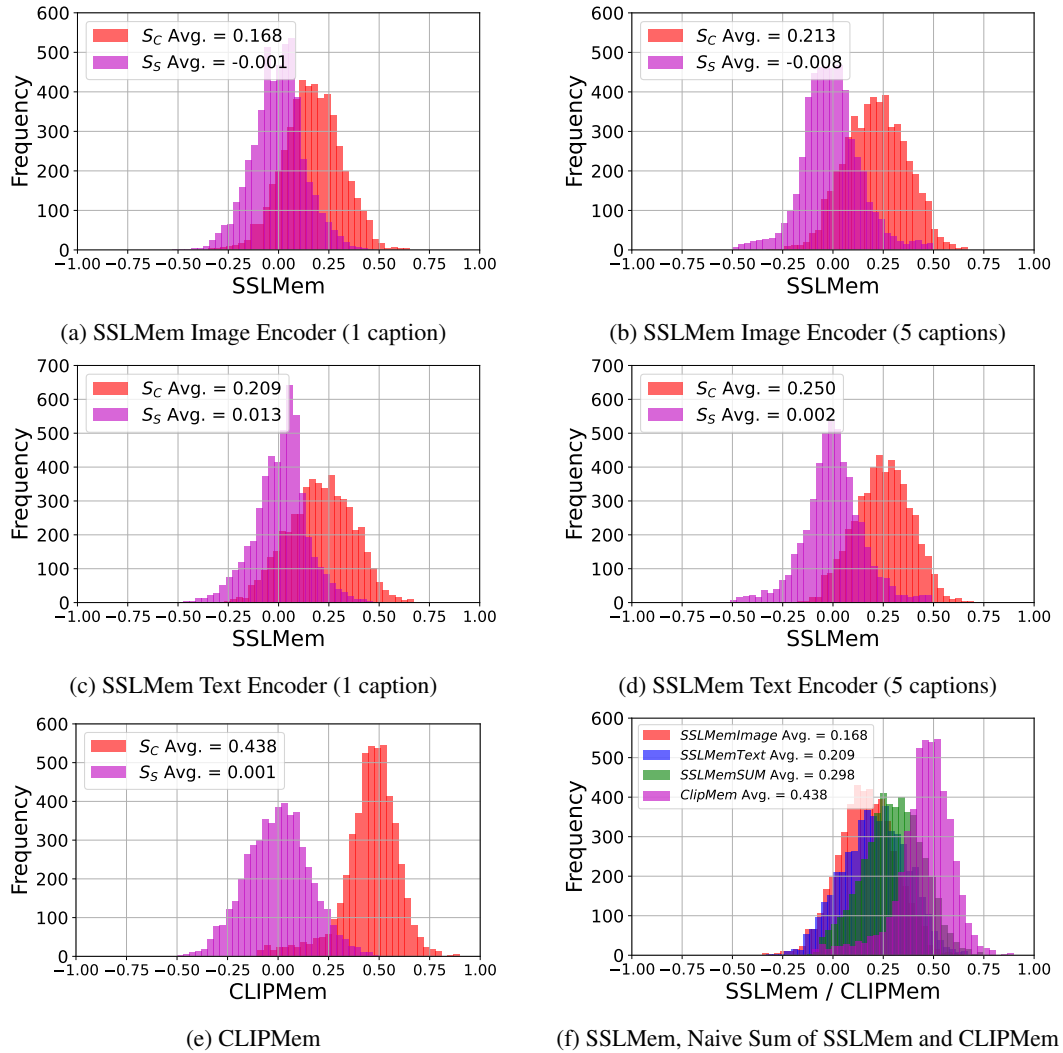 600
500
400
300
200
100
0
Frequency
S_C Avg. = 0.168
S_S Avg. = -0.001
−1.00 −0.75 −0.50 −0.25 0.00 0.25 0.50 0.75 1.00
SSLMem
(a) SSLMem Image Encoder (1 caption)
600
500
400
300
200
100
0
Frequency
S_C Avg. = 0.213
S_S Avg. = -0.008
−1.00 −0.75 −0.50 −0.25 0.00 0.25 0.50 0.75 1.00
SSLMem
(b) SSLMem Image Encoder (5 captions)
700
600
500
400
300
200
100
0
Frequency
S_C Avg. = 0.209
S_S Avg. = 0.013
−1.00 −0.75 −0.50 −0.25 0.00 0.25 0.50 0.75 1.00
SSLMem
(c) SSLMem Text Encoder (1 caption)
700
600
500
400
300
200
100
0
Frequency
S_C Avg. = 0.250
S_S Avg. = 0.002
−1.00 −0.75 −0.50 −0.25 0.00 0.25 0.50 0.75 1.00
SSLMem
(d) SSLMem Text Encoder (5 captions)
600
500
400
300
200
100
0
Frequency
S_C Avg. = 0.438
S_S Avg. = 0.001
−1.00 −0.75 −0.50 −0.25 0.00 0.25 0.50 0.75 1.00
CLIPMem
(e) CLIPMem
600
500
400
300
200
100
0
Frequency
SSLMemImage Avg. = 0.168
SSLMemText Avg. = 0.209
SSLMemSUM Avg. = 0.298
ClipMem Avg. = 0.438
−1.00 −0.75 −0.50 −0.25 0.00 0.25 0.50 0.75 1.00
SSLMem / CLIPMem
(f) SSLMem, Naive Sum of SSLMem and CLIPMem